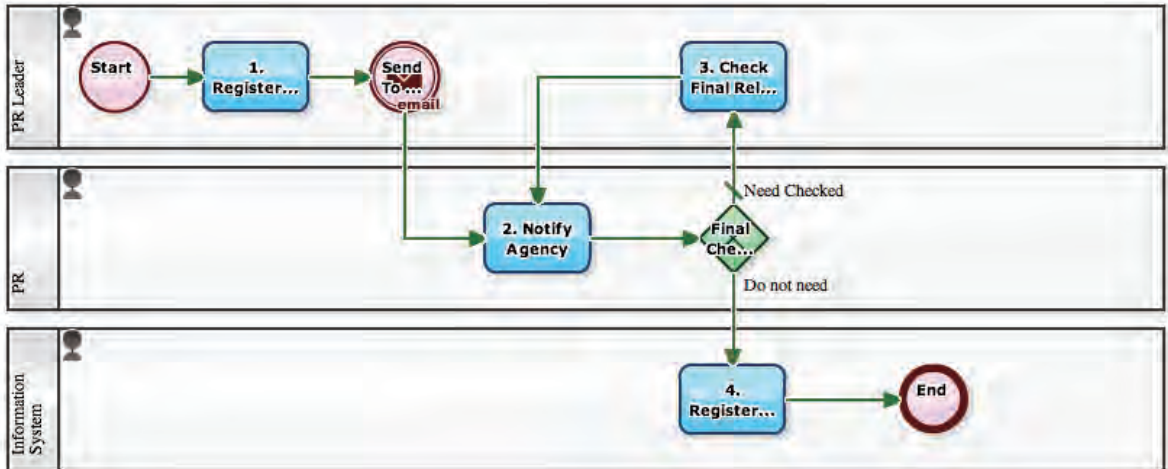 PR Leader
Start
1.
Register...
Send
To ...
email
3. Check
Final Rel...
PR
2. Notify
Agency
Need Checked
Final
Che...
Do not need
Information
System
4.
Register...
End